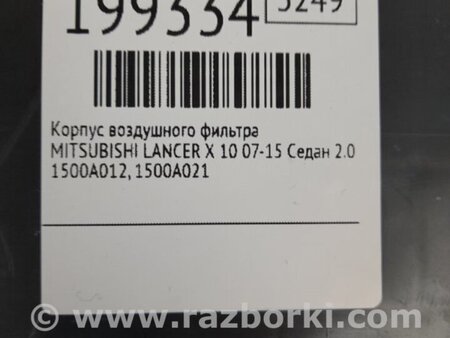 199334 5249
Корпус воздушного фильтра
MITSUBISHI LANCER X 10 07-15 Седан 2.0
1500A012, 1500A021
© www.razborki.com